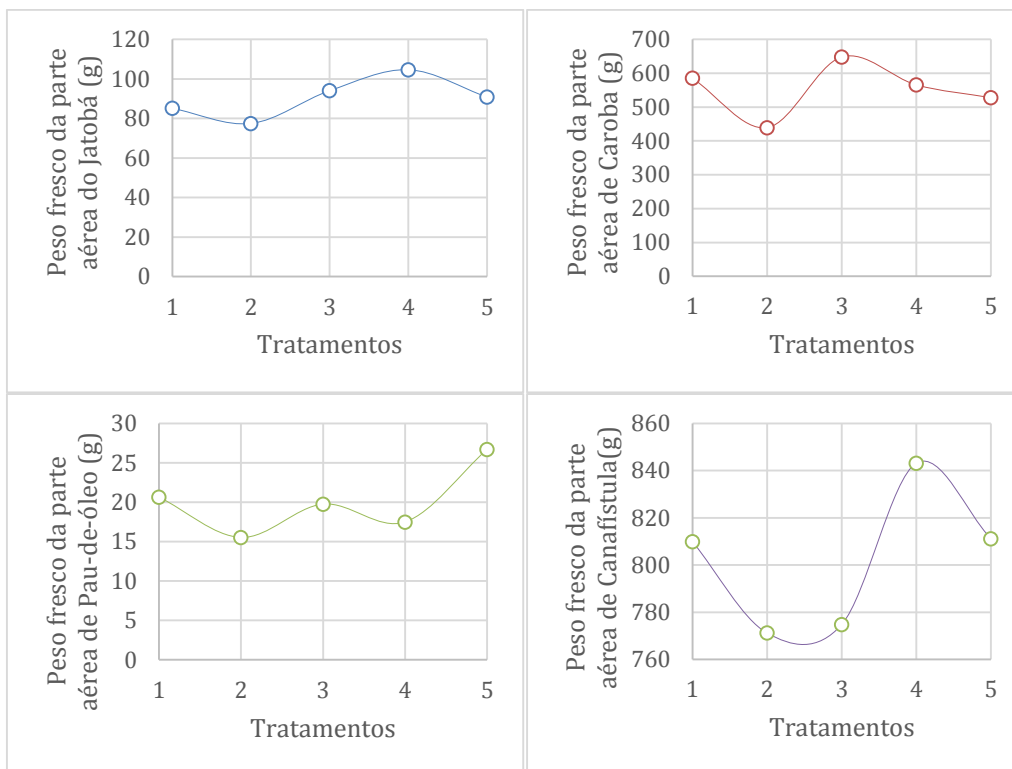 Peso fresco da parte
aérea do Jatobá (g)
120
100
80
60
40
20
0
1 2 3 4 5
Tratamentos
Peso fresco da parte
aérea de Caroba (g)
700
600
500
400
300
200
100
0
1 2 3 4 5
Tratamentos
Peso fresco da parte
aérea de Pau-de-óleo (g)
30
25
20
15
10
5
0
1 2 3 4 5
Tratamentos
Peso fresco da parte
aérea de Canafístula(g)
860
840
820
800
780
760
1 2 3 4 5
Tratamentos